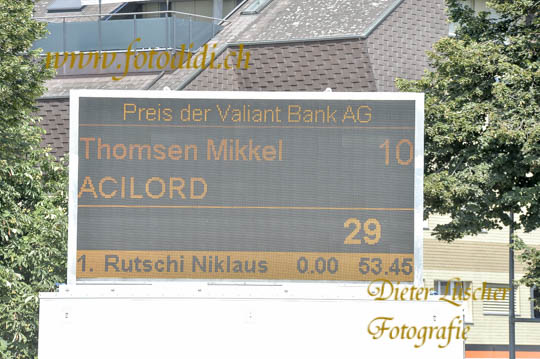 www.fotodidi.ch
Preis der Valiant Bank AG
Thomsen Mikkel 10
ACILORD
29
1. Rutschi Niklaus 0.00 53.45
Dieter Lüscher
Fotografie